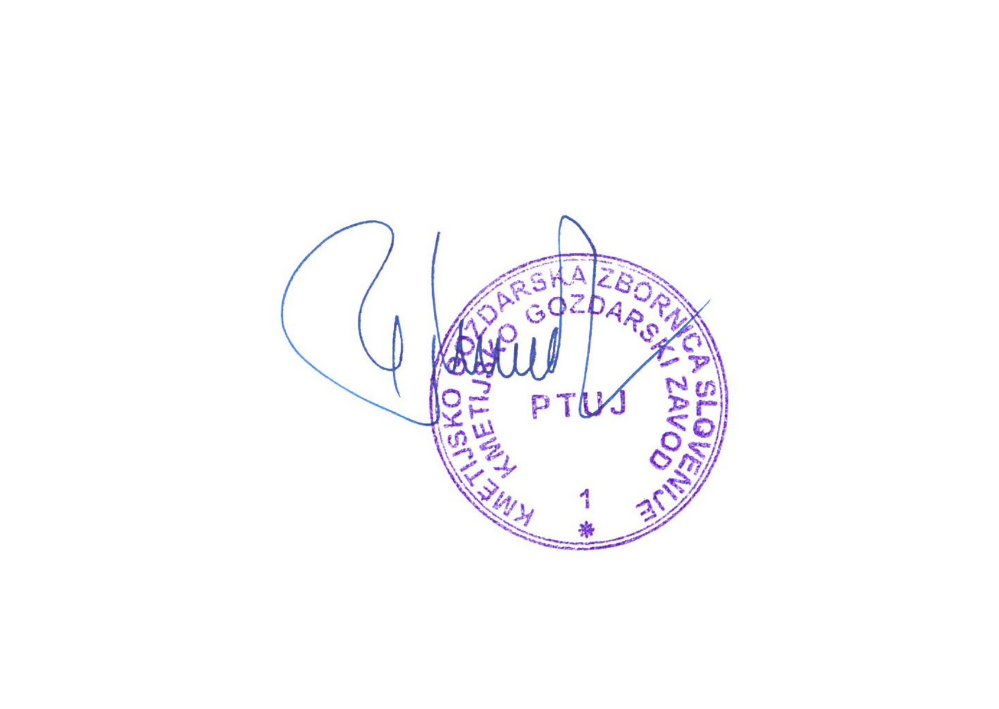 KMETIJSKO GOZDARSKA ZBORNICA SLOVENIJE
KMETIJSKO GOZDARSKI ZAVOD
PTUJ
1